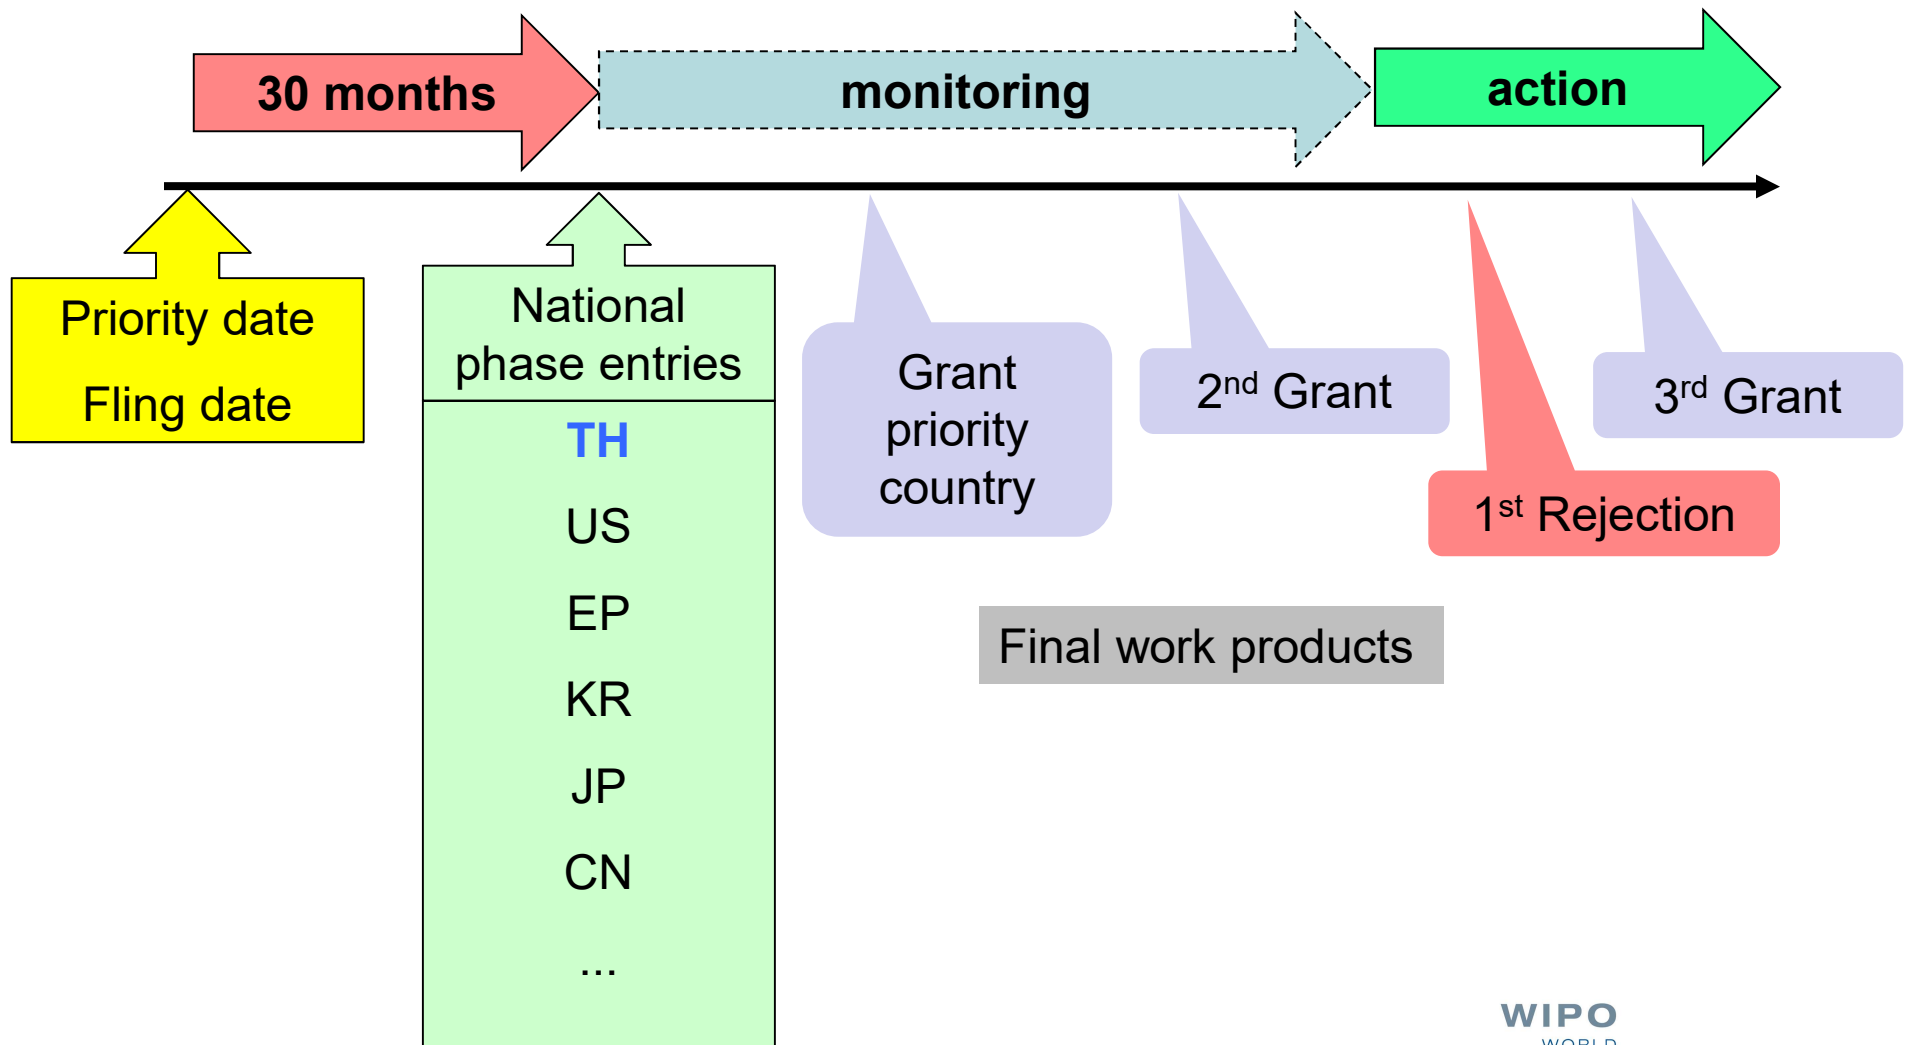 30 months
monitoring
action
Priority date
Fling date
National
phase entries
TH
US
EP
KR
JP
CN
...
Grant
priority
country
2nd Grant
1st Rejection
3rd Grant
Final work products
WIPO
WORLD